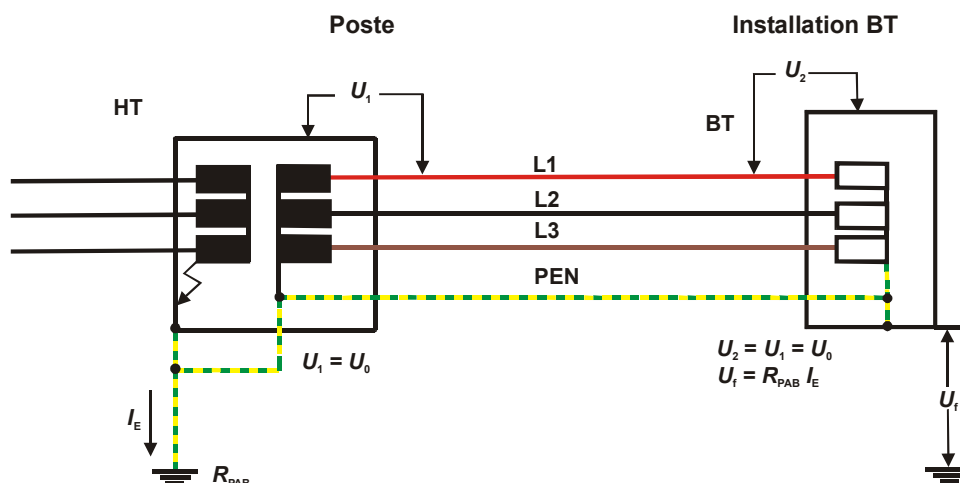 Poste
Installation BT
U1
U2
HT
BT
L1
L2
L3
PEN
U1 = U0
U2 = U1 = U0
Uf = RPAB IE
Uf
IE
RPAB